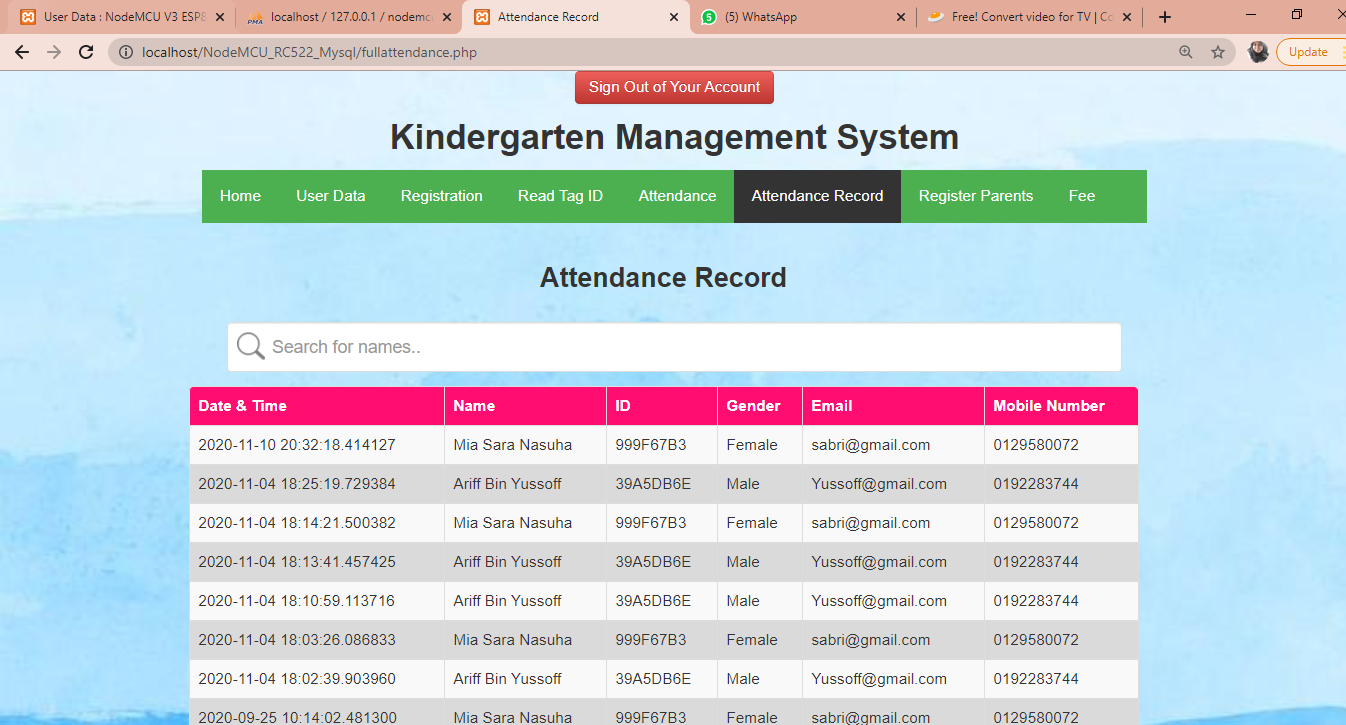 User Data : NodeMCU V3 ESP8
localhost / 127.0.0.1 / nodemc
Attendance Record
(5) WhatsApp
Free! Convert video for TV | Co
localhost/NodeMCU_RC522_Mysql/fullattendance.php
Update
Sign Out of Your Account
Kindergarten Management System
Home User Data Registration Read Tag ID Attendance Attendance Record Register Parents Fee
Attendance Record
Search for names..
Date & Time Name ID Gender Email Mobile Number
2020-11-10 20:32:18.414127 Mia Sara Nasuha 999F67B3 Female sabri@gmail.com 0129580072
2020-11-04 18:25:19.729384 Ariff Bin Yussoff 39A5DB6E Male Yussoff@gmail.com 0192283744
2020-11-04 18:14:21.500382 Mia Sara Nasuha 999F67B3 Female sabri@gmail.com 0129580072
2020-11-04 18:13:41.457425 Ariff Bin Yussoff 39A5DB6E Male Yussoff@gmail.com 0192283744
2020-11-04 18:10:59.113716 Ariff Bin Yussoff 39A5DB6E Male Yussoff@gmail.com 0192283744
2020-11-04 18:03:26.086833 Mia Sara Nasuha 999F67B3 Female sabri@gmail.com 0129580072
2020-11-04 18:02:39.903960 Ariff Bin Yussoff 39A5DB6E Male Yussoff@gmail.com 0192283744
2020-09-25 10:14:02.481300 Mia Sara Nasuha 999F67B3 Female sabri@gmail.com 0129580072